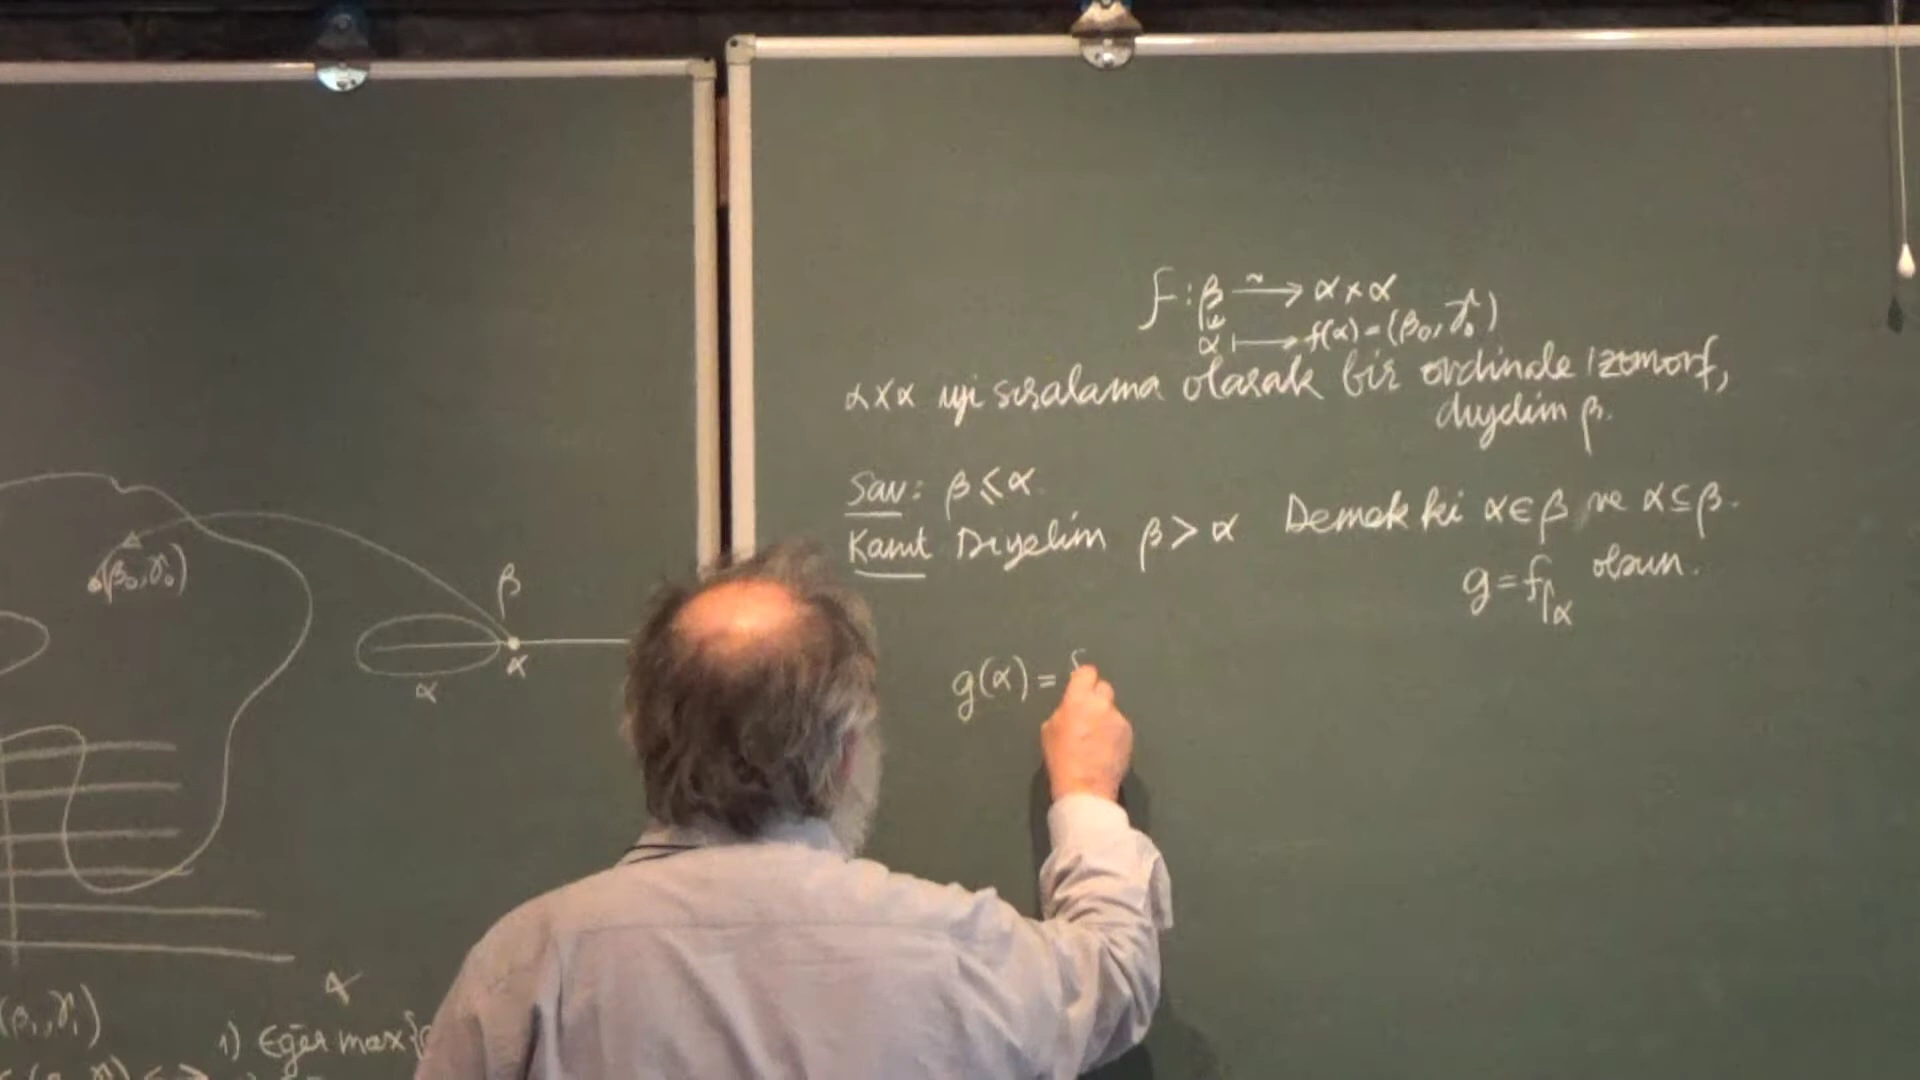 (β₀, γ₀)
β
α
α
α
(β₁, γ₁)
1) Eğer max{
f : β ~⟶ α × α
α ⟼ f(α) = (β₀, γ₀)
α × α iyi sıralama olarak bir ordinale izomorf,
diyelim β.
Sav: β ⩽ α.
Kanıt Diyelim β > α Demek ki α ∈ β ve α ⊆ β.
g = f↾α olsun.
g(α) =